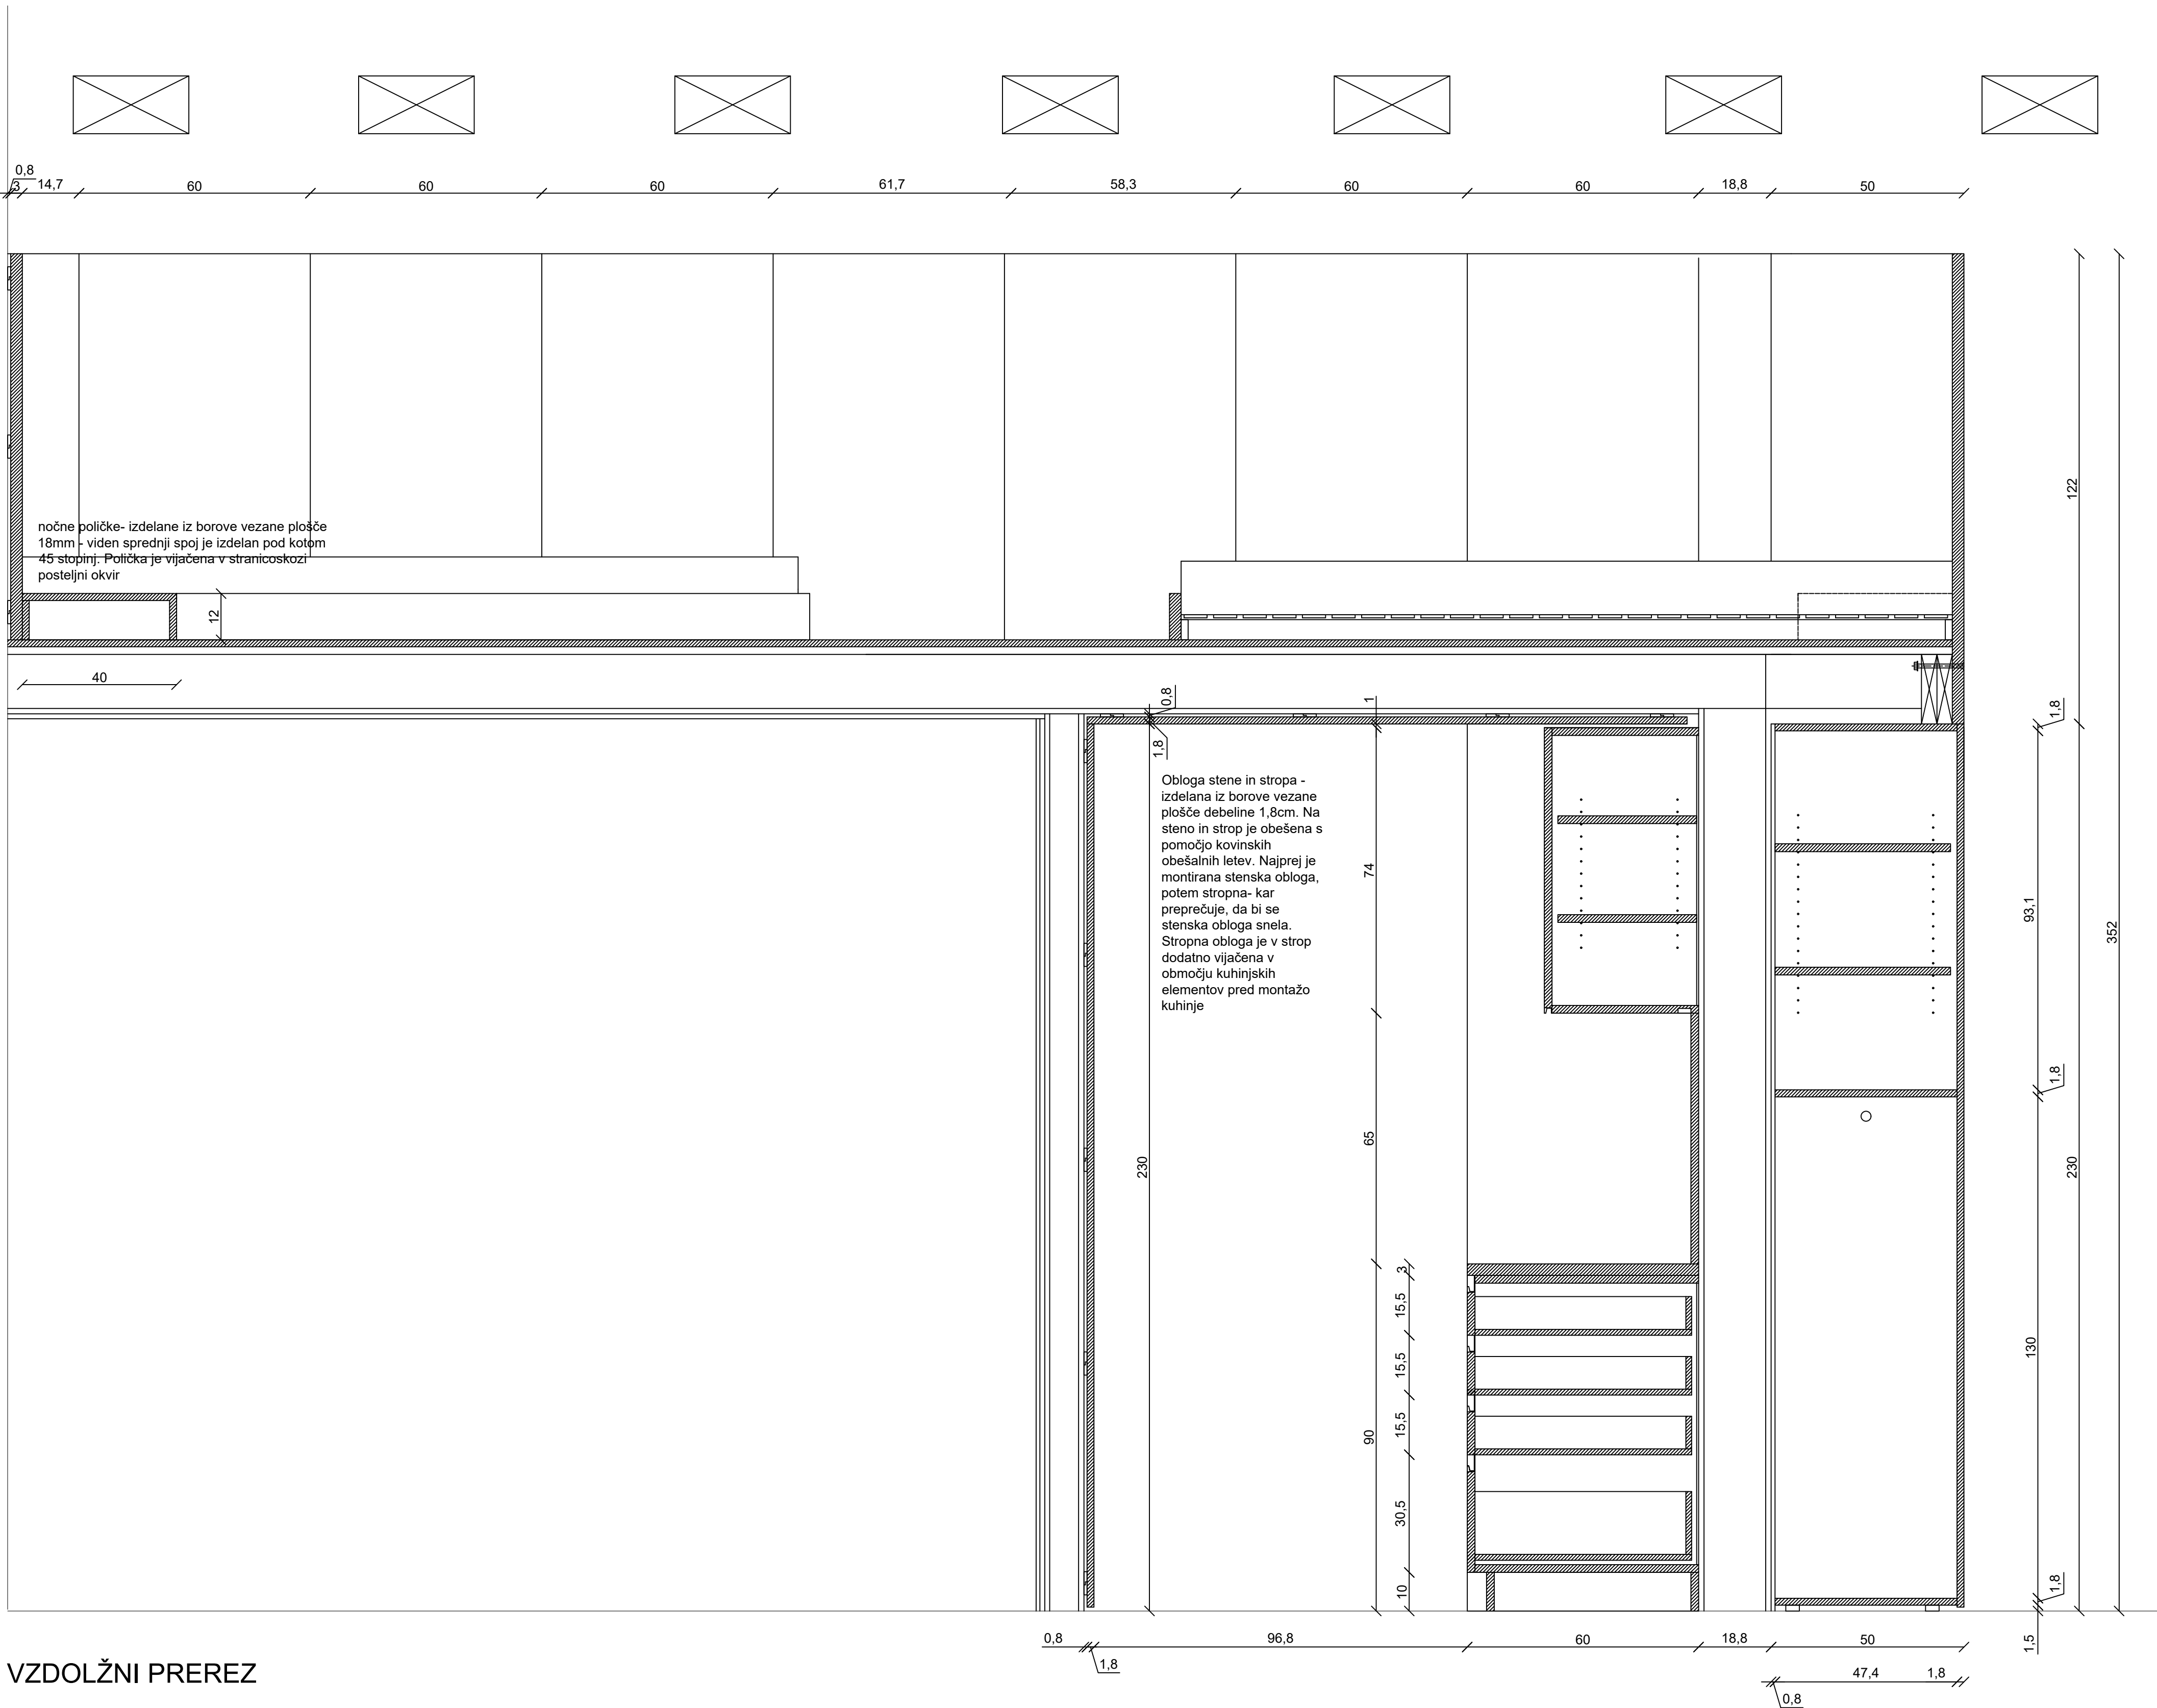 0,8
3
14,7
60
60
60
61,7
58,3
60
60
18,8
50
nočne poličke- izdelane iz borove vezane plošče
18mm - viden sprednji spoj je izdelan pod kotom
45 stopinj. Polička je vijačena v stranicoskozi
posteljni okvir
12
40
0,8
1,8
1
1,8
122
352
Obloga stene in stropa -
izdelana iz borove vezane
plošče debeline 1,8cm. Na
steno in strop je obešena s
pomočjo kovinskih
obešalnih letev. Najprej je
montirana stenska obloga,
potem stropna- kar
preprečuje, da bi se
stenska obloga snela.
Stropna obloga je v strop
dodatno vijačena v
območju kuhinjskih
elementov pred montažo
kuhinje
74
93,1
1,8
65
230
230
3
15,5
15,5
15,5
30,5
10
90
130
1,8
1,5
0,8
1,8
96,8
60
18,8
50
47,4
1,8
0,8
VZDOLŽNI PREREZ